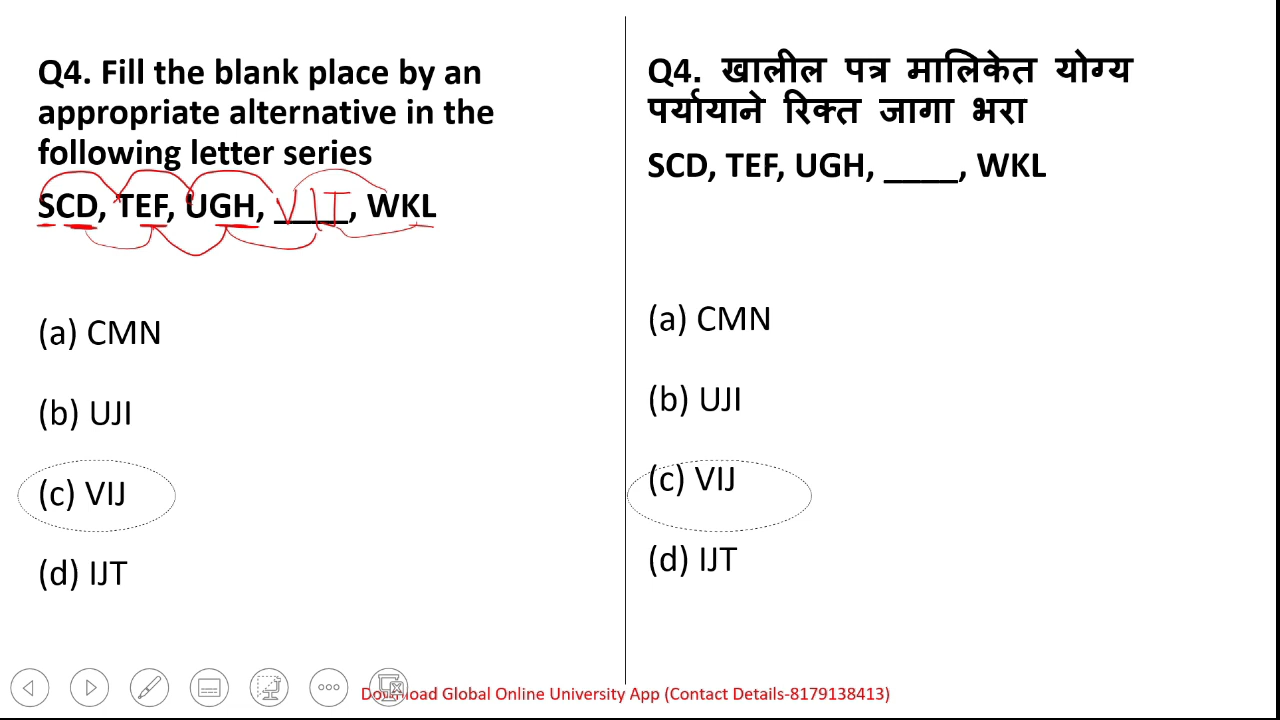 Q4. Fill the blank place by an
appropriate alternative in the
following letter series
SCD, TEF, UGH, VIJ, WKL
(a) CMN
(b) UJI
(c) VIJ
(d) IJT
Q4. खालील पत्र मालिकेत योग्य
पर्यायाने रिक्त जागा भरा
SCD, TEF, UGH, ____, WKL
(a) CMN
(b) UJI
(c) VIJ
(d) IJT
Download Global Online University App (Contact Details-8179138413)